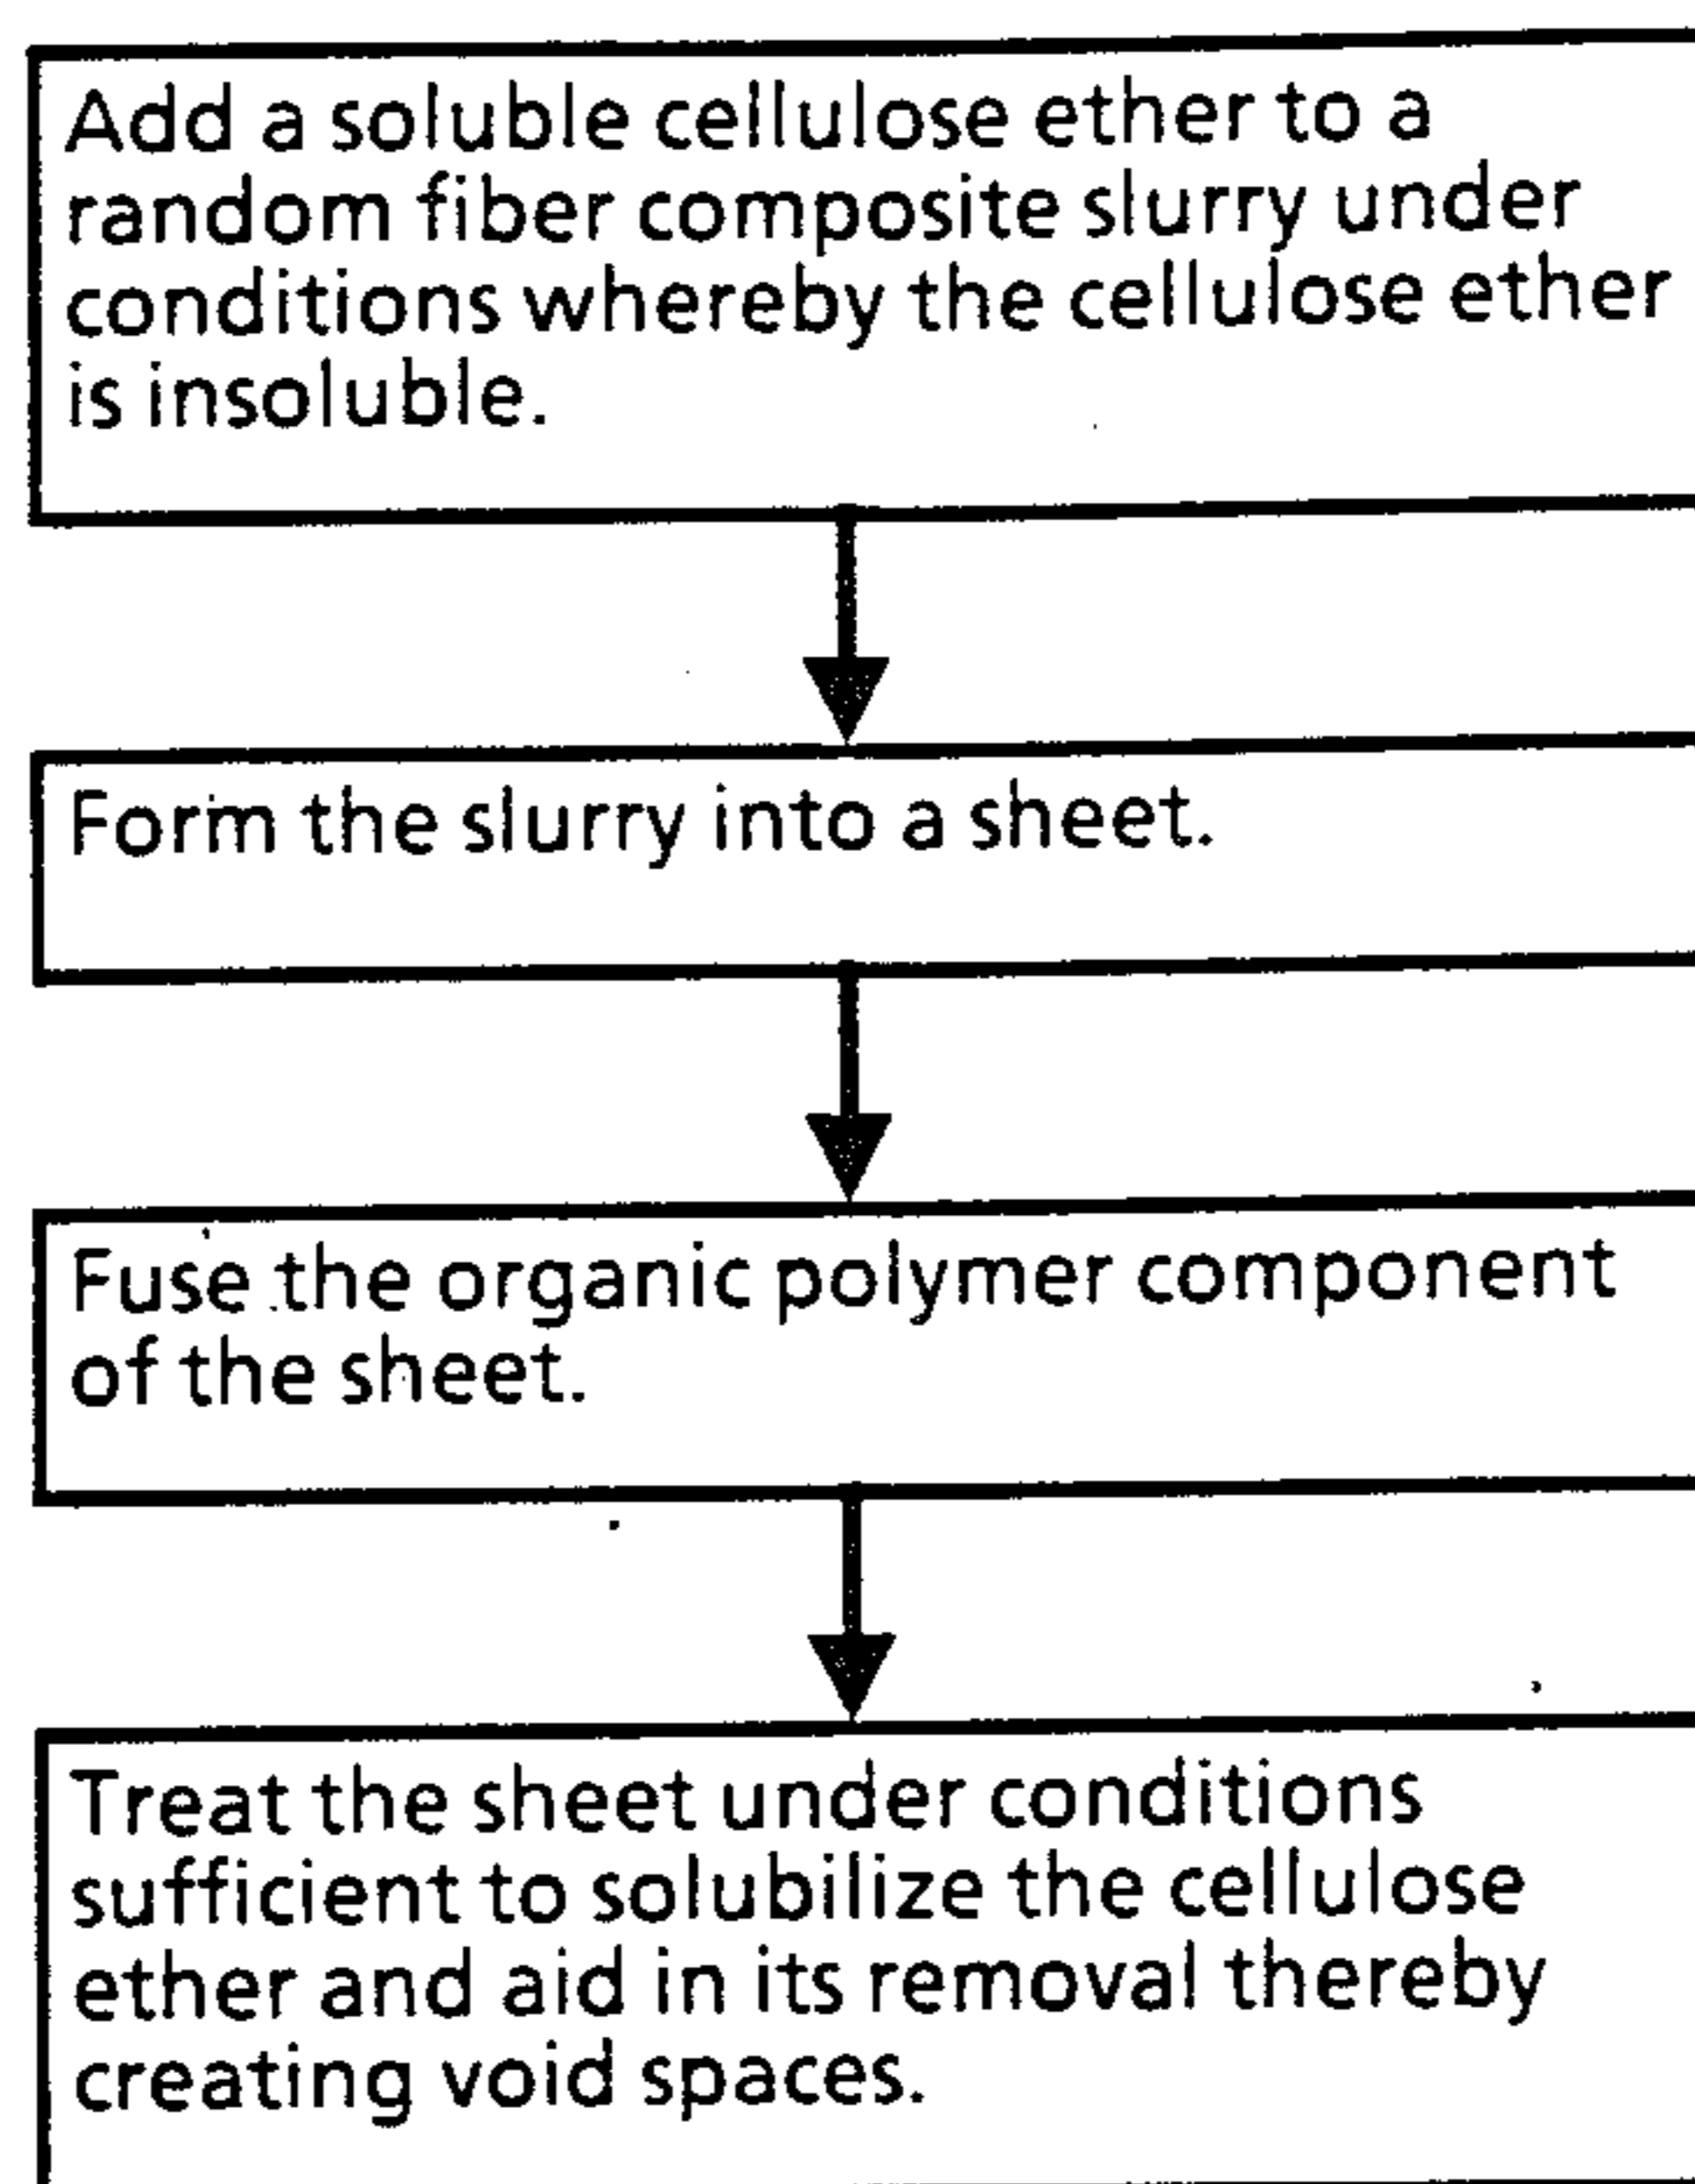 Add a soluble cellulose ether to a
random fiber composite slurry under
conditions whereby the cellulose ether
is insoluble.
Form the slurry into a sheet.
Fuse the organic polymer component
of the sheet.
Treat the sheet under conditions
sufficient to solubilize the cellulose
ether and aid in its removal thereby
creating void spaces.